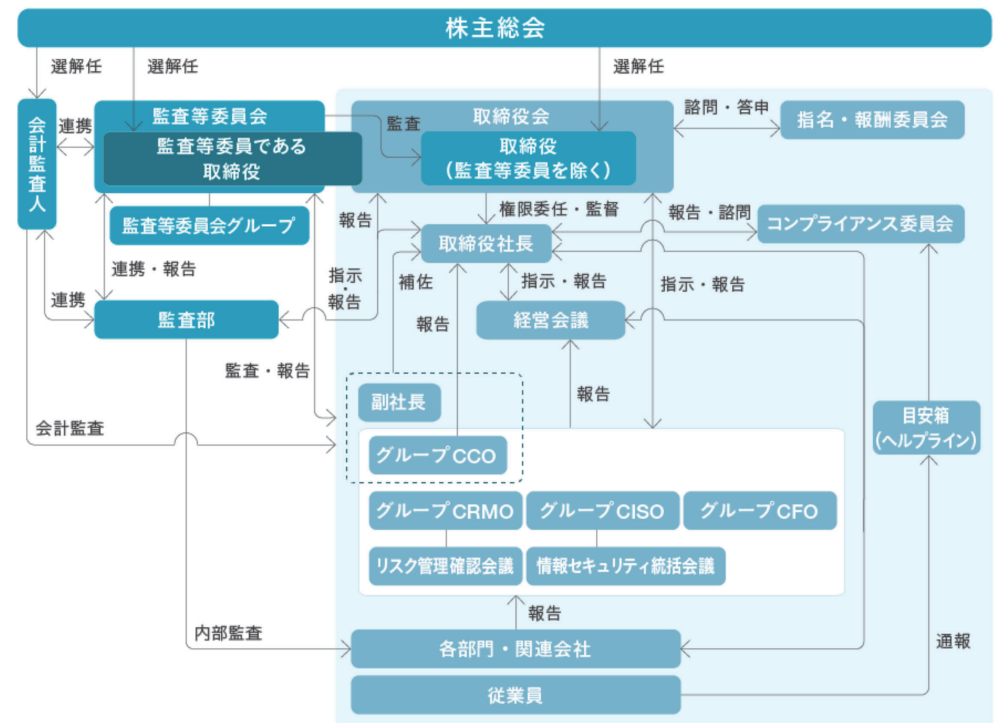 株主総会
選解任
選解任
選解任
会計監査人
連携
監査等委員会
監査等委員である
取締役
監査
取締役会
取締役
(監査等委員を除く)
諮問・答申
指名・報酬委員会
監査等委員会グループ
報告
権限委任・監督
報告・諮問
コンプライアンス委員会
取締役社長
連携・報告
指示
・
報告
補佐
指示・報告
指示・報告
連携
監査部
報告
経営会議
監査・報告
副社長
報告
目安箱
(ヘルプライン)
会計監査
グループCCO
グループCRMO
グループCISO
グループCFO
リスク管理確認会議
情報セキュリティ統括会議
報告
内部監査
各部門・関連会社
通報
従業員